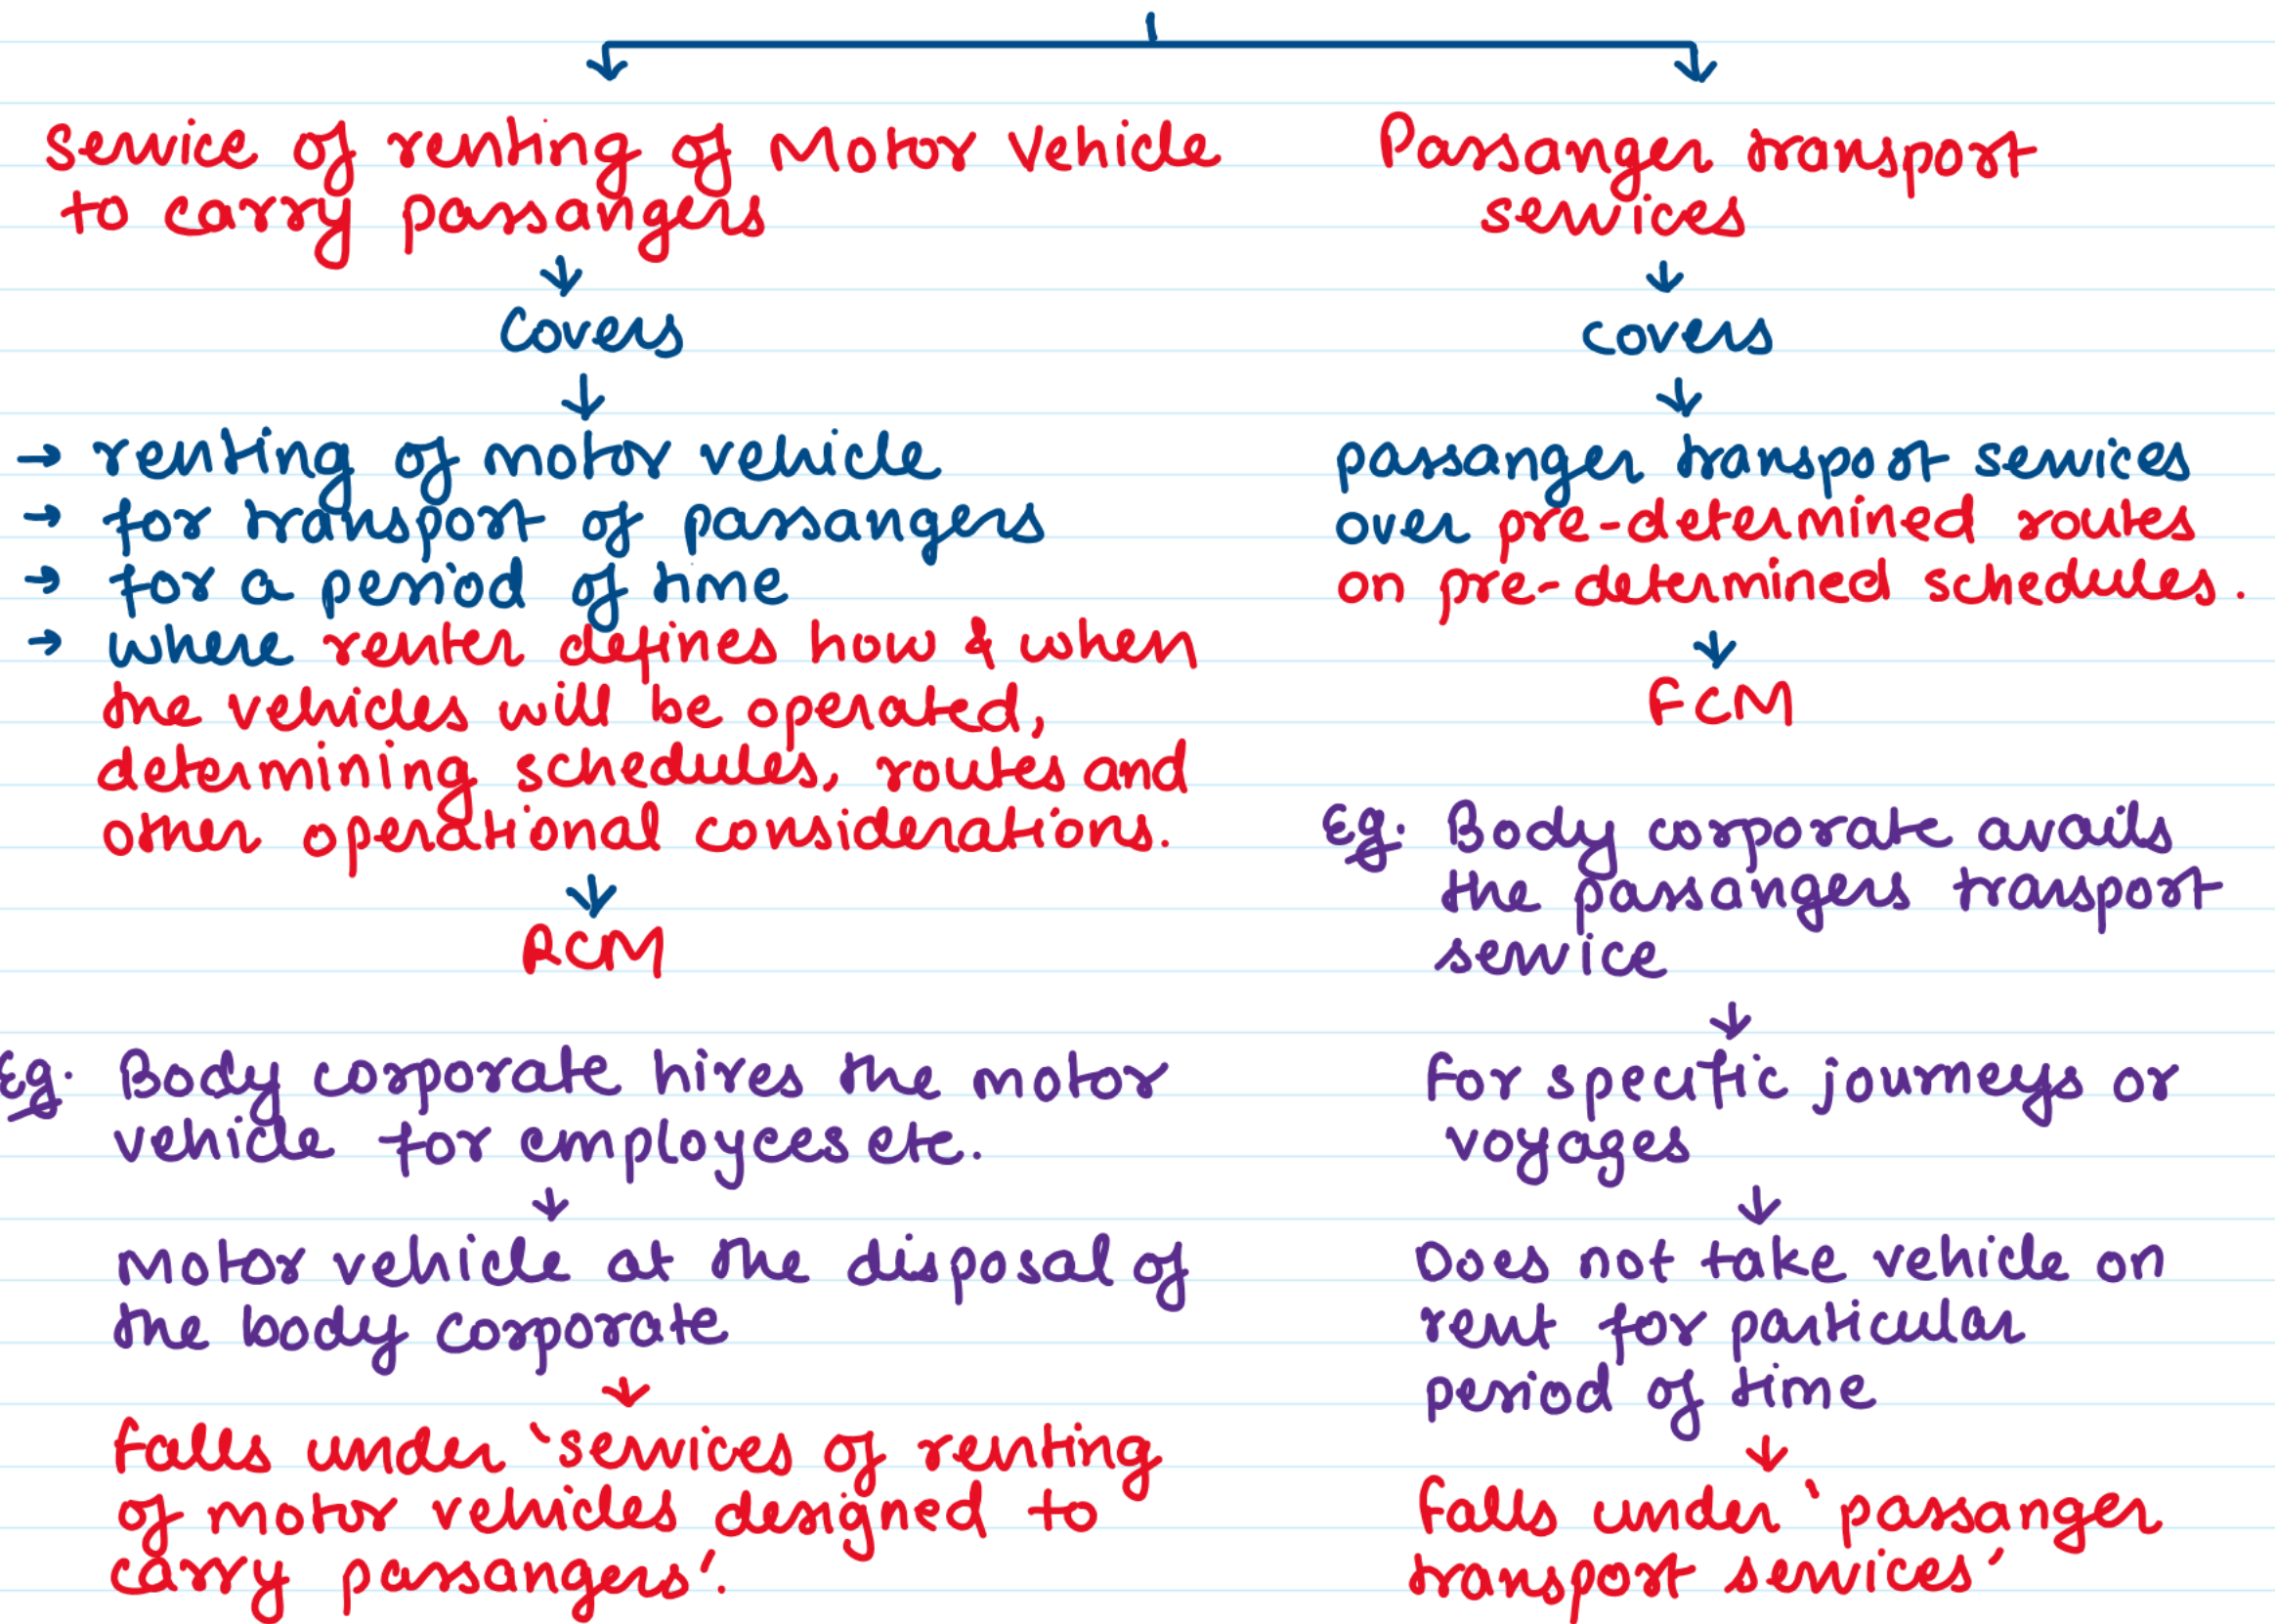 Service of renting of Motor Vehicle
to carry passangers
↓
Covers
↓
→ renting of motor vehicle
→ for transport of passangers
→ for a period of time
→ where renter defines how & when
the vehicles will be operated,
determining schedules, routes and
other operational considerations.
↓
RCM
Eg: Body corporate hires the motor
vehicle for employees etc.
↓
Motor vehicle at the disposal of
the body corporate
↓
Falls under 'services of renting
of motor vehicles designed to
carry passangers'.
Passanger transport
services
↓
covers
↓
passanger transport services
over pre-determined routes
on pre-determined schedules.
↓
FCM
Eg: Body corporate avails
the passangers transport
service
↓
For specific journeys or
voyages
↓
Does not take vehicle on
rent for particular
period of time
↓
Falls under 'passanger
transport services'